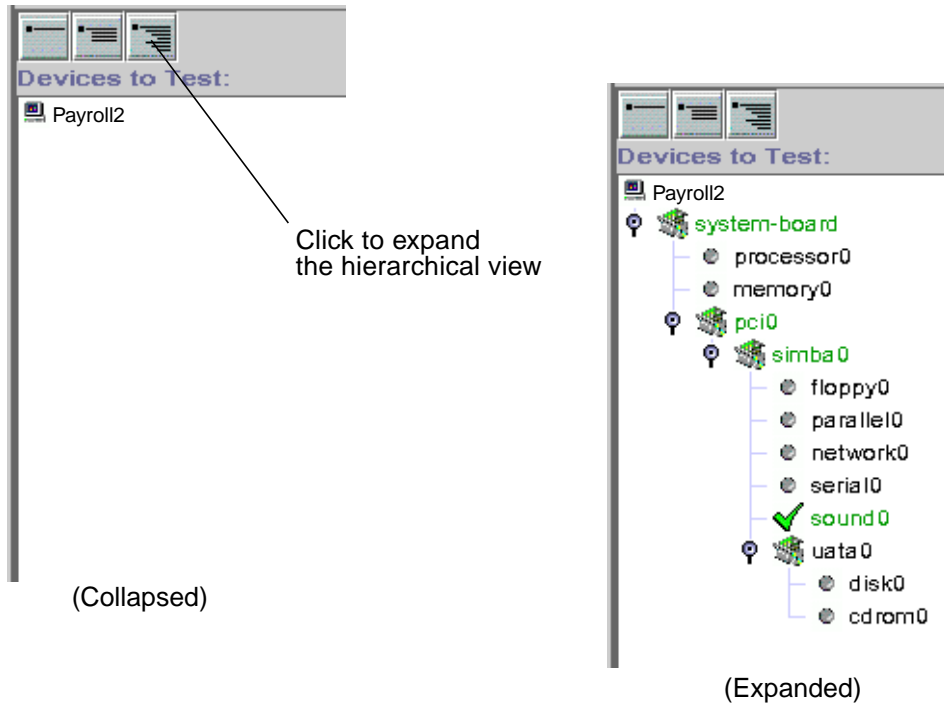 Devices to Test:
Payroll2
Click to expand
the hierarchical view
(Collapsed)
Devices to Test:
Payroll2
system-board
processor0
memory0
pci0
simba0
floppy0
parallel0
network0
serial0
sound0
uata0
disk0
cdrom0
(Expanded)